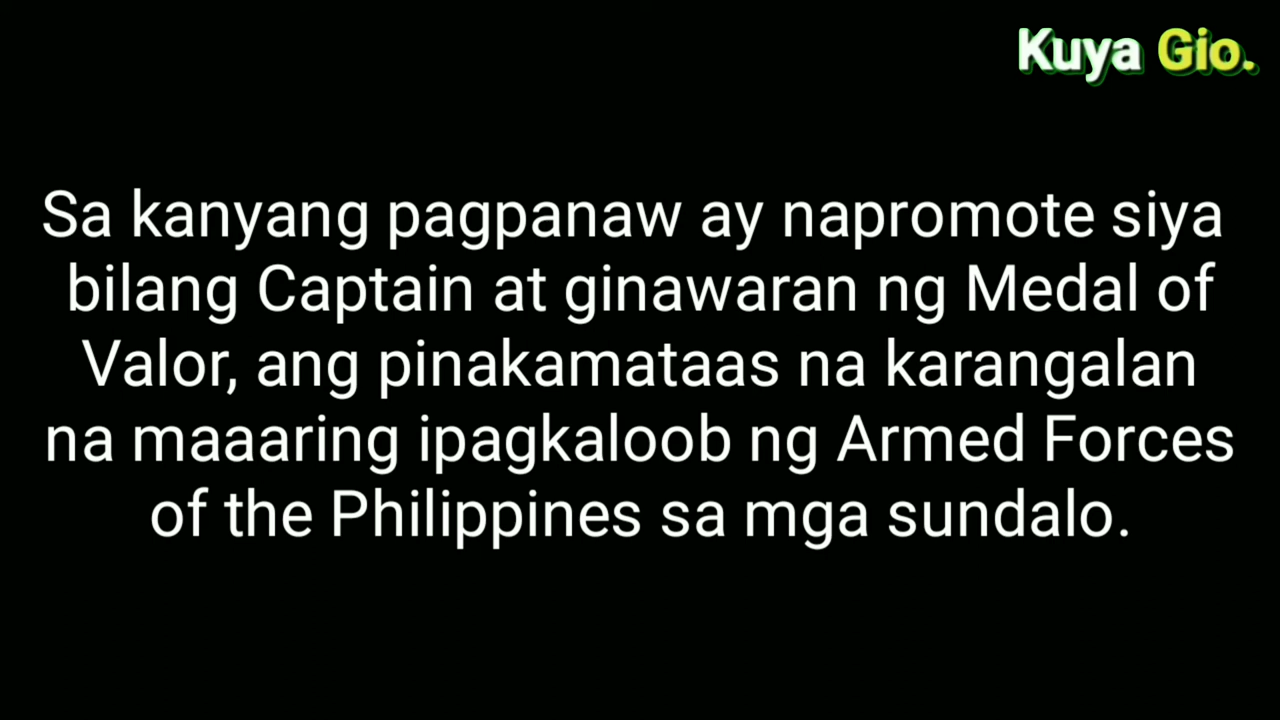 Kuya Gio.
Sa kanyang pagpanaw ay napromote siya
bilang Captain at ginawaran ng Medal of
Valor, ang pinakamataas na karangalan
na maaaring ipagkaloob ng Armed Forces
of the Philippines sa mga sundalo.